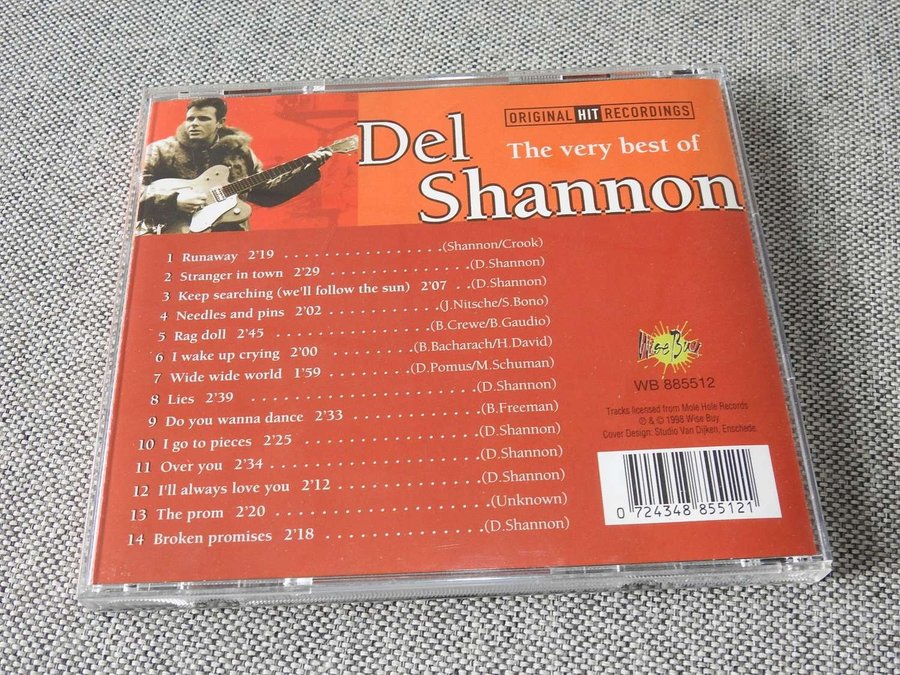 ORIGINAL HIT RECORDINGS
Del
The very best of
Shannon
1 Runaway 2'19 . . . . . . . . . . . . . . . . .(Shannon/Crook)
2 Stranger in town 2'29 . . . . . . . . . . . . . . .(D.Shannon)
3 Keep searching (we'll follow the sun) 2'07 . . .(D.Shannon)
4 Needles and pins 2'02 . . . . . . . . . . . .(J.Nitsche/S.Bono)
5 Rag doll 2'45 . . . . . . . . . . . . . . . . .(B.Crewe/B.Gaudio)
6 I wake up crying 2'00 . . . . . . . . . .(B.Bacharach/H.David)
7 Wide wide world 1'59 . . . . . . . . . .(D.Pomus/M.Schuman)
8 Lies 2'39 . . . . . . . . . . . . . . . . . . . . . . . . .(D.Shannon)
9 Do you wanna dance 2'33 . . . . . . . . . . . . . .(B.Freeman)
10 I go to pieces 2'25 . . . . . . . . . . . . . . . . . . .(D.Shannon)
11 Over you 2'34 . . . . . . . . . . . . . . . . . . . . . .(D.Shannon)
12 I'll always love you 2'12 . . . . . . . . . . . . . . .(D.Shannon)
13 The prom 2'20 . . . . . . . . . . . . . . . . . . . . . . .(Unknown)
14 Broken promises 2'18 . . . . . . . . . . . . . . . . .(D.Shannon)
Wise Buy
WB 885512
Tracks licensed from Mole Hole Records
℗ & © 1998 Wise Buy
Cover Design: Studio Van Dijken, Enschede.
0 724348 855121